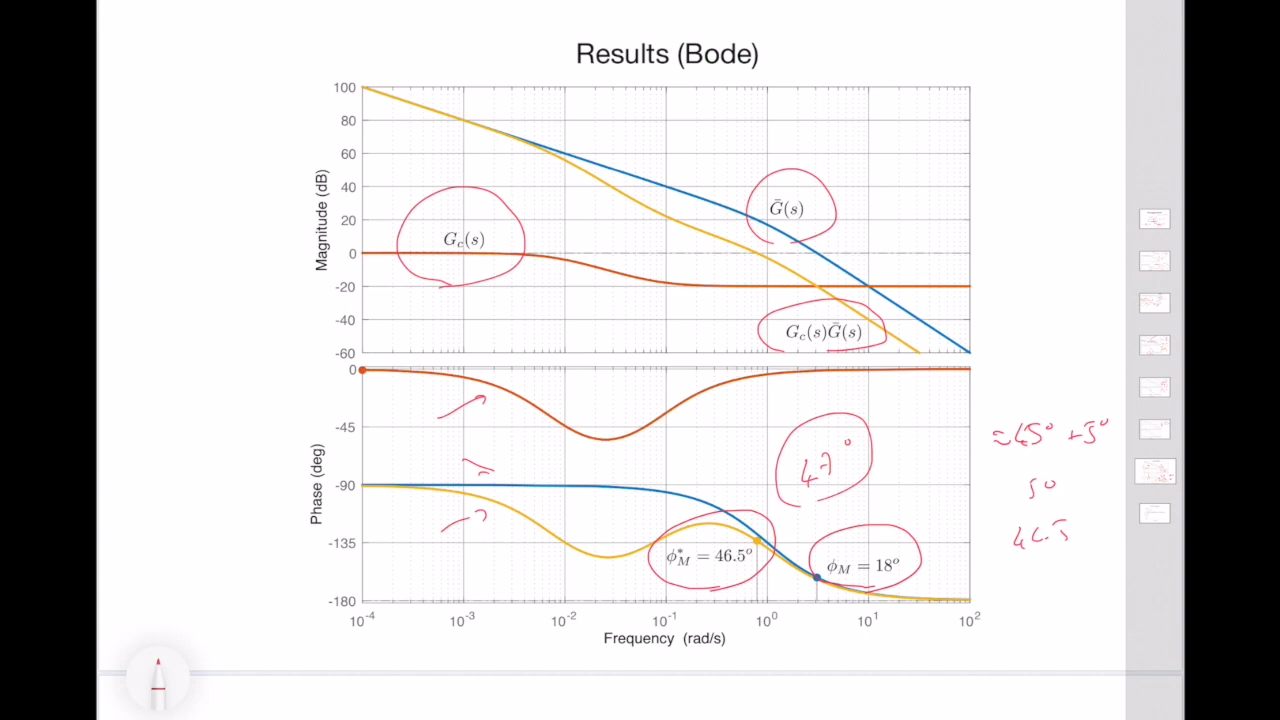 Results (Bode)
Magnitude (dB)
100
80
60
40
20
0
-20
-40
-60
Ḡ(s)
G_c(s)
G_c(s)Ḡ(s)
Phase (deg)
0
-45
-90
-135
-180
47°
φ*_M = 46.5°
φ_M = 18°
≈45° +5°
50
46.5
10^-4
10^-3
10^-2
10^-1
10^0
10^1
10^2
Frequency (rad/s)